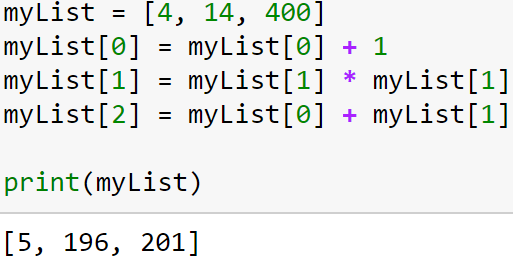 myList = [4, 14, 400]
myList[0] = myList[0] + 1
myList[1] = myList[1] * myList[1]
myList[2] = myList[0] + myList[1]
print(myList)
[5, 196, 201]